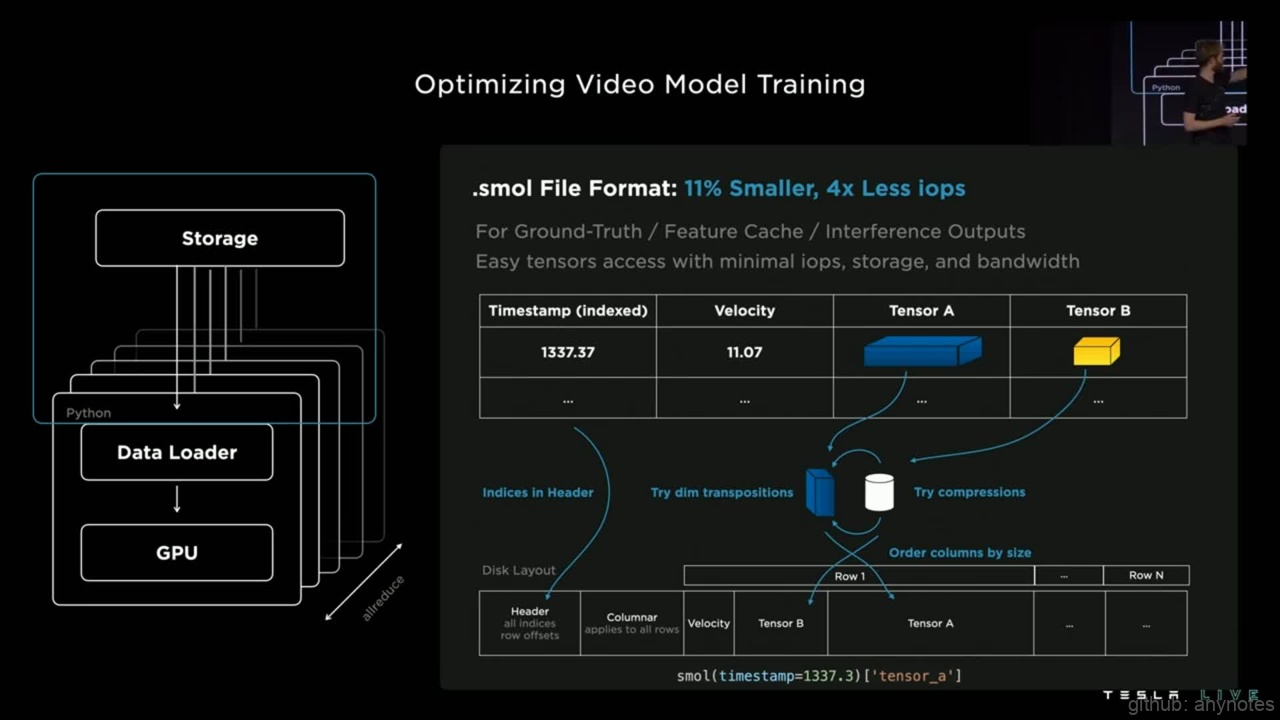 Optimizing Video Model Training
Python
oad
Storage
Python
Data Loader
GPU
allreduce
.smol File Format: 11% Smaller, 4x Less iops
For Ground-Truth / Feature Cache / Interference Outputs
Easy tensors access with minimal iops, storage, and bandwidth
Timestamp (indexed) Velocity Tensor A Tensor B
1337.37 11.07
... ... ... ...
Indices in Header Try dim transpositions Try compressions
Order columns by size
Disk Layout
Row 1 ... Row N
Header
all indices
row offsets
Columnar
applies to all rows
Velocity Tensor B Tensor A ... ...
smol(timestamp=1337.3)['tensor_a']
TESLA LIVE
github: anynotes